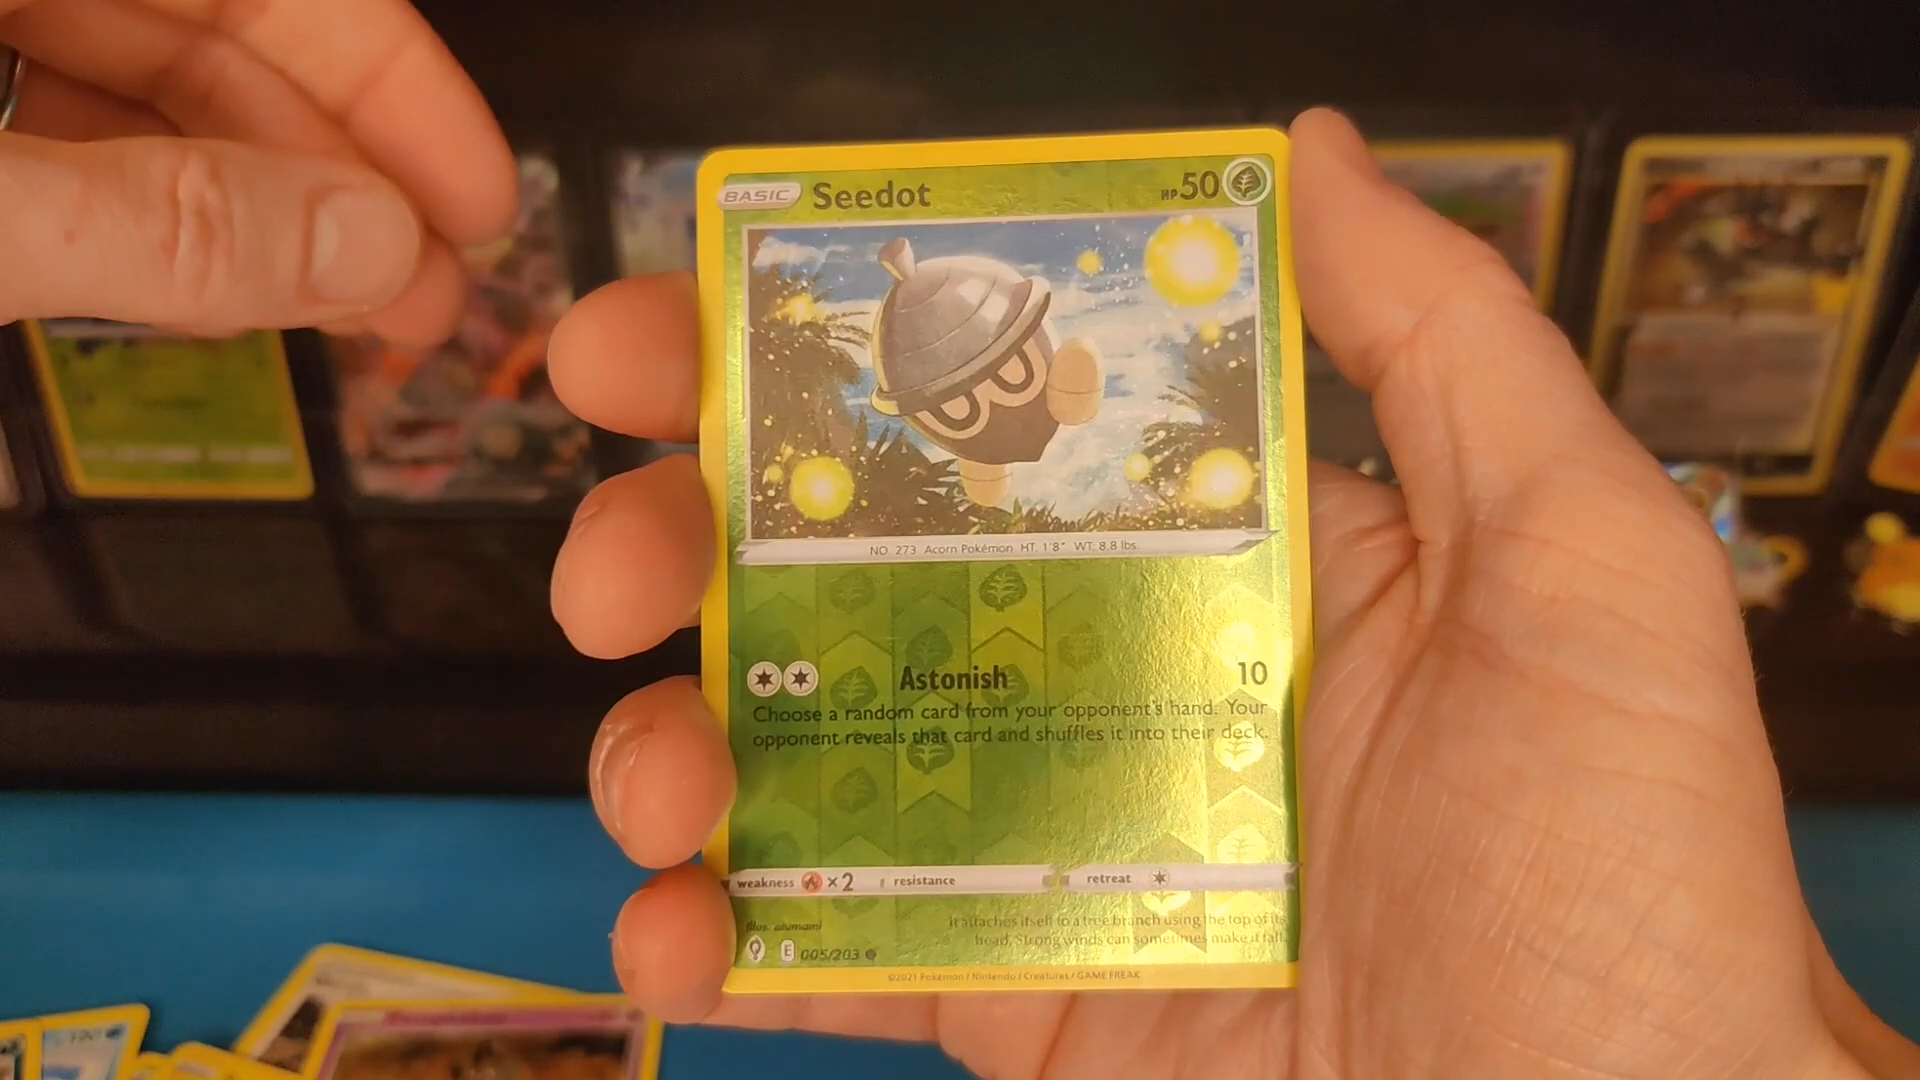 BASIC Seedot HP 50
NO. 273 Acorn Pokémon HT: 1'8" WT: 8.8 lbs.
Astonish 10
Choose a random card from your opponent's hand. Your
opponent reveals that card and shuffles it into their deck.
weakness ×2 resistance retreat
Illus. aiumami
It attaches itself to a tree branch using the top of its
head. Strong winds can sometimes make it fall.
E 005/203
©2021 Pokémon / Nintendo / Creatures / GAME FREAK